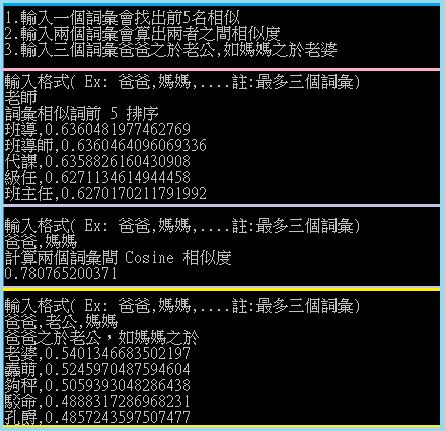 1.輸入一個詞彙會找出前5名相似
2.輸入兩個詞彙會算出兩者之間相似度
3.輸入三個詞彙爸爸之於老公,如媽媽之於老婆
輸入格式( Ex: 爸爸,媽媽,....註:最多三個詞彙)
老師
詞彙相似詞前 5 排序
班導,0.6360481977462769
班導師,0.6360464096069336
代課,0.6358826160430908
級任,0.6271134614944458
班主任,0.6270170211791992
輸入格式( Ex: 爸爸,媽媽,....註:最多三個詞彙)
爸爸,媽媽
計算兩個詞彙間 Cosine 相似度
0.780765200371
輸入格式( Ex: 爸爸,媽媽,....註:最多三個詞彙)
爸爸,老公,媽媽
爸爸之於老公，如媽媽之於
老婆,0.5401346683502197
蠢萌,0.5245970487594604
夠秤,0.5059393048286438
駁命,0.4888317286968231
孔爵,0.4857243597507477